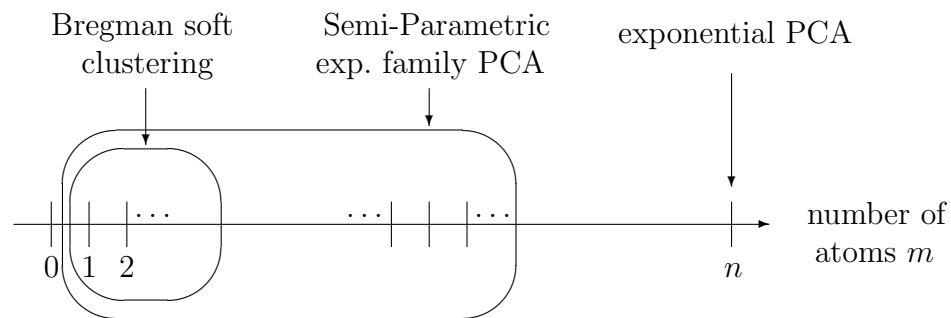 Bregman soft
clustering
Semi-Parametric
exp. family PCA
exponential PCA
0 1 2 ··· ··· ··· n
number of
atoms m